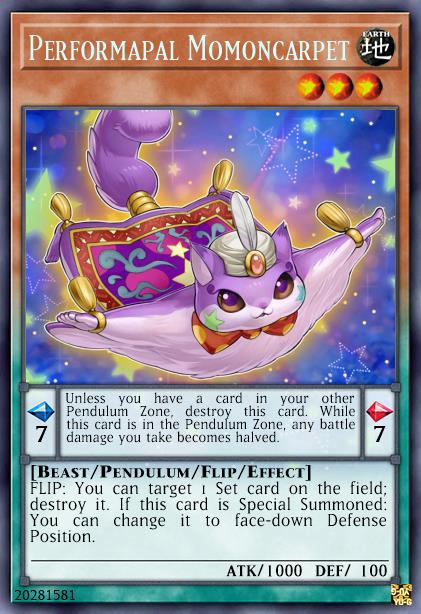 PERFORMAPAL MOMONCARPET
EARTH
地
Unless you have a card in your other
Pendulum Zone, destroy this card. While
this card is in the Pendulum Zone, any battle
damage you take becomes halved.
7
7
[BEAST/PENDULUM/FLIP/EFFECT]
FLIP: You can target 1 Set card on the field;
destroy it. If this card is Special Summoned:
You can change it to face-down Defense
Position.
ATK/1000 DEF/ 100
20281581